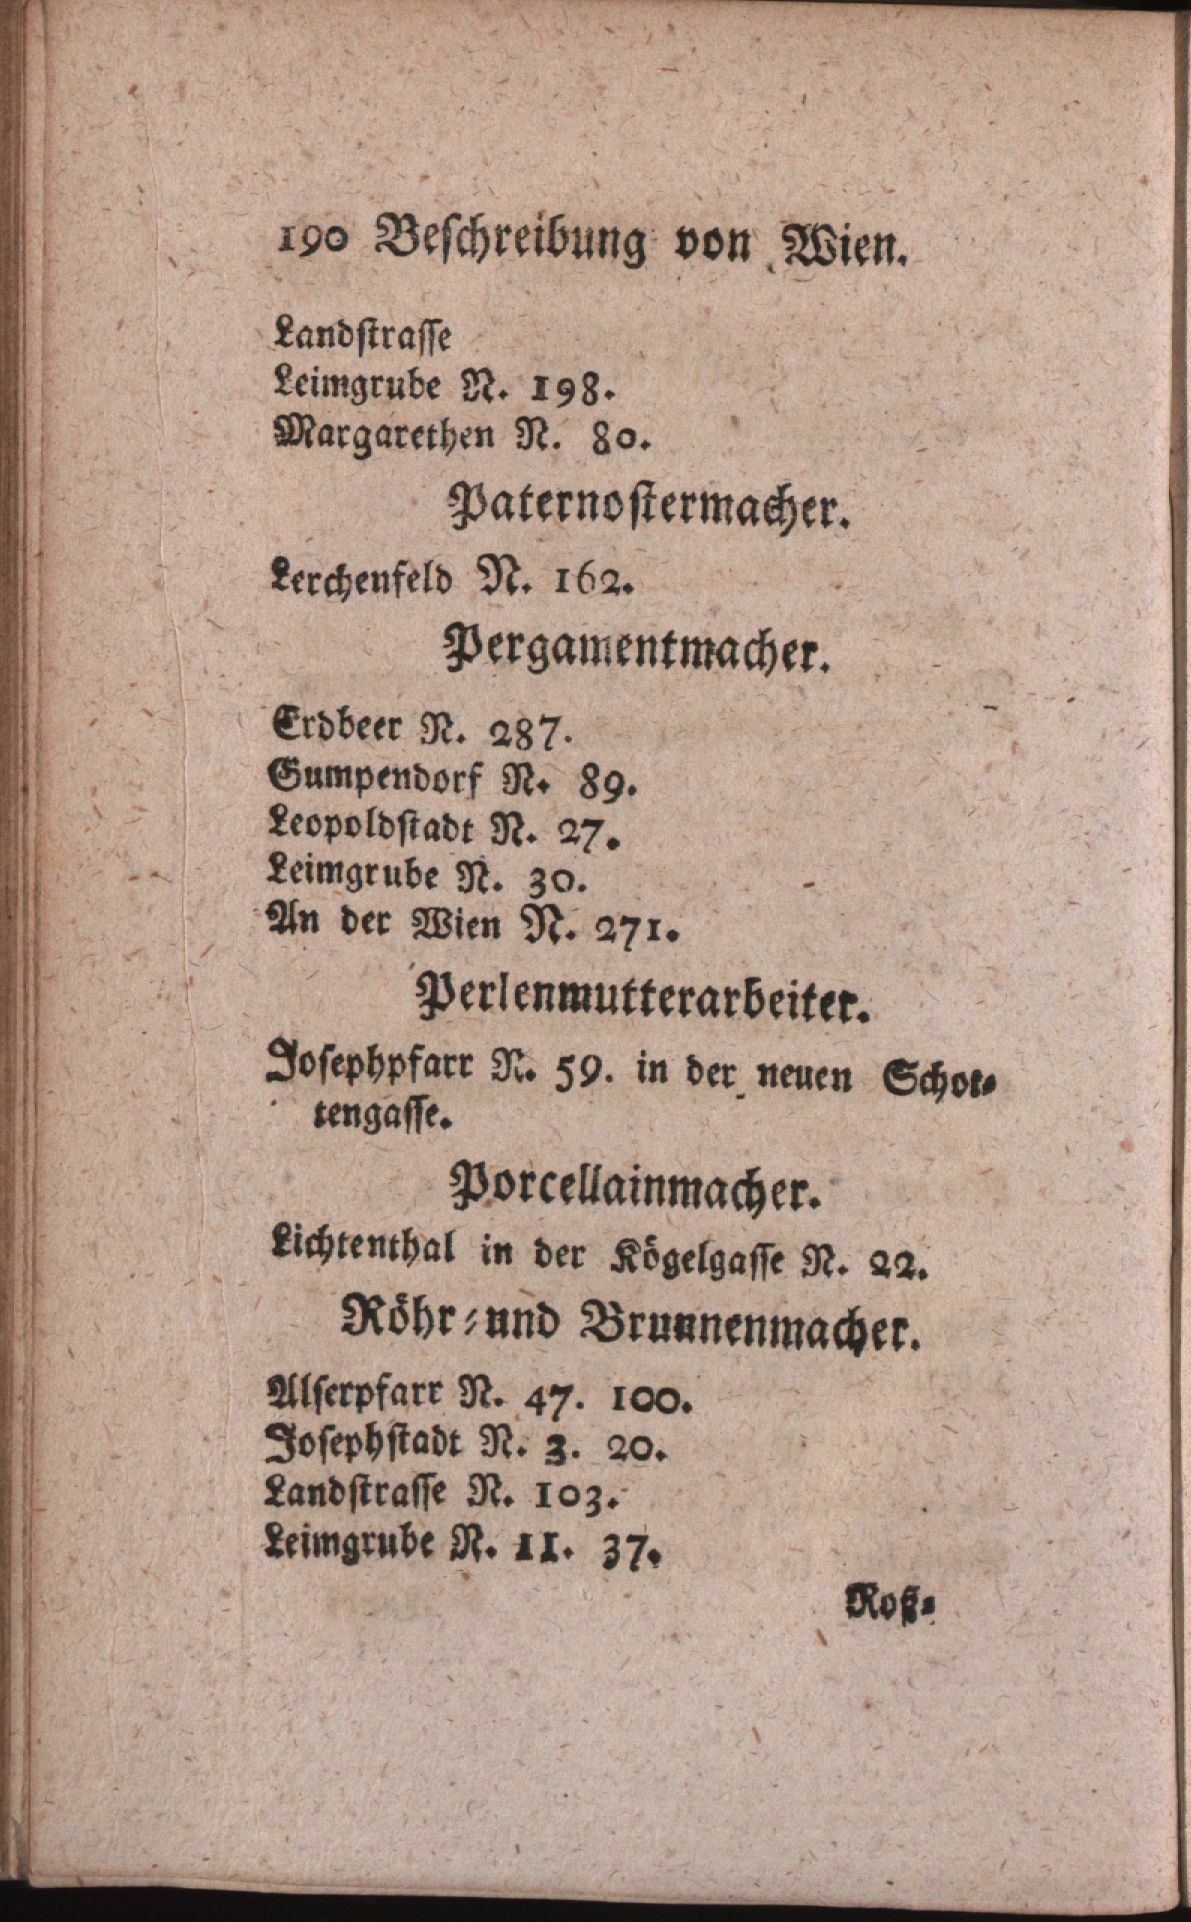 190 Beschreibung von Wien.
Landstrasse
Leimgrube N. 198.
Margarethen N. 80.
Paternostermacher.
Lerchenfeld N. 162.
Pergamentmacher.
Erdbeer N. 287.
Gumpendorf N. 89.
Leopoldstadt N. 27.
Leimgrube N. 30.
An der Wien N. 271.
Perlenmutterarbeiter.
Josephpfarr N. 59. in der neuen Schot-
tengasse.
Porcellainmacher.
Lichtenthal in der Kögelgasse N. 22.
Röhr- und Brunnenmacher.
Alserpfarr N. 47. 100.
Josephstadt N. 3. 20.
Landstrasse N. 103.
Leimgrube N. 11. 37.
Roß-